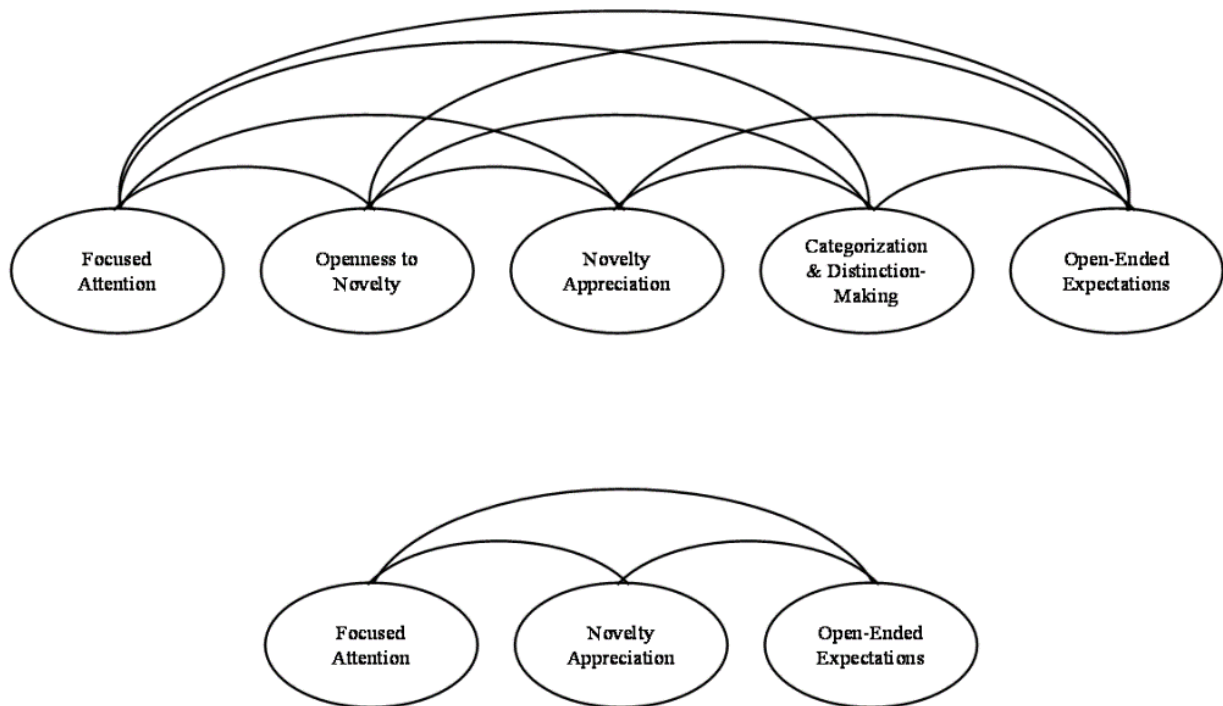 Focused
Attention
Openness to
Novelty
Novelty
Appreciation
Categorization
& Distinction-
Making
Open-Ended
Expectations
Focused
Attention
Novelty
Appreciation
Open-Ended
Expectations